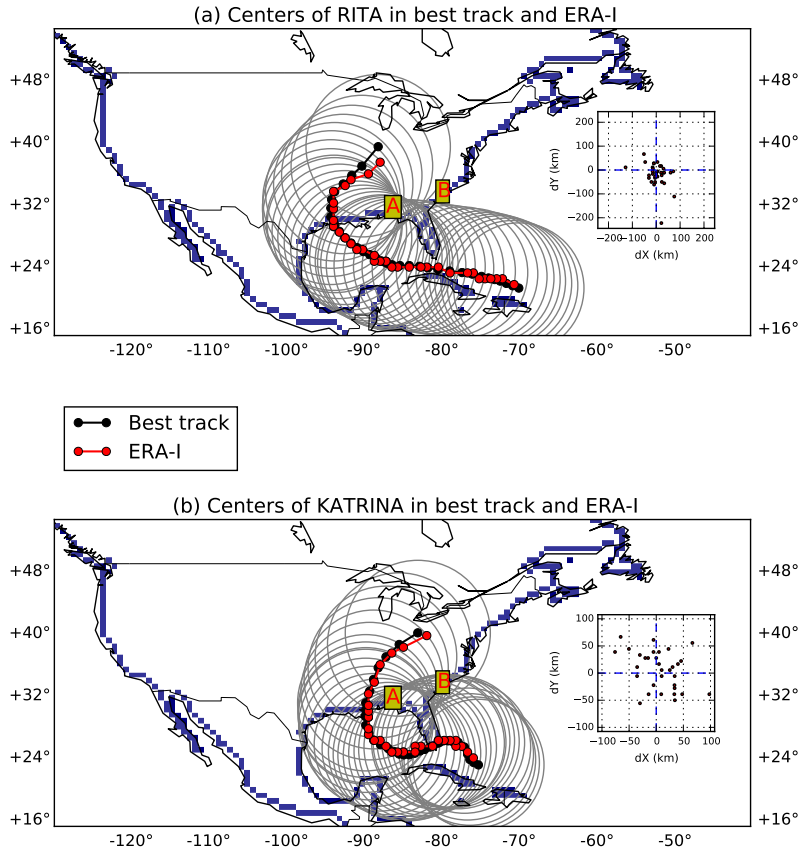 (a) Centers of RITA in best track and ERA-I
+48° +48°
+40° +40°
+32° +32°
+24° +24°
+16° +16°
A B
200
100
0
−100
−200
dY (km)
−200 −100 0 100 200
dX (km)
-120° -110° -100° -90° -80° -70° -60° -50°
Best track
ERA-I
(b) Centers of KATRINA in best track and ERA-I
+48° +48°
+40° +40°
+32° +32°
+24° +24°
+16° +16°
A B
100
50
0
−50
−100
dY (km)
−100 −50 0 50 100
dX (km)
-120° -110° -100° -90° -80° -70° -60° -50°